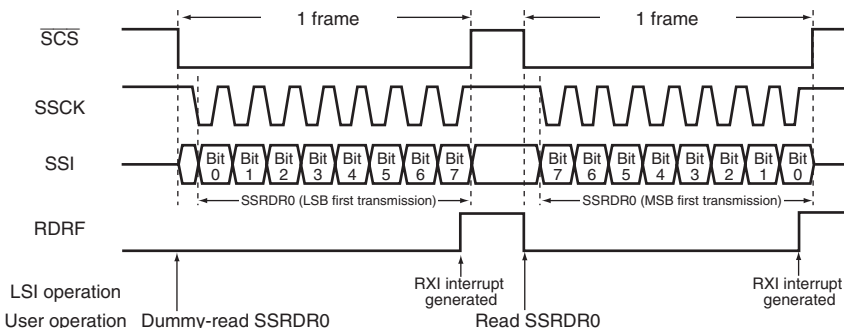 1 frame 1 frame
SCS
SSCK
SSI Bit 0 Bit 1 Bit 2 Bit 3 Bit 4 Bit 5 Bit 6 Bit 7 Bit 7 Bit 6 Bit 5 Bit 4 Bit 3 Bit 2 Bit 1 Bit 0
SSRDR0 (LSB first transmission) SSRDR0 (MSB first transmission)
RDRF
LSI operation RXI interrupt generated RXI interrupt generated
User operation Dummy-read SSRDR0 Read SSRDR0